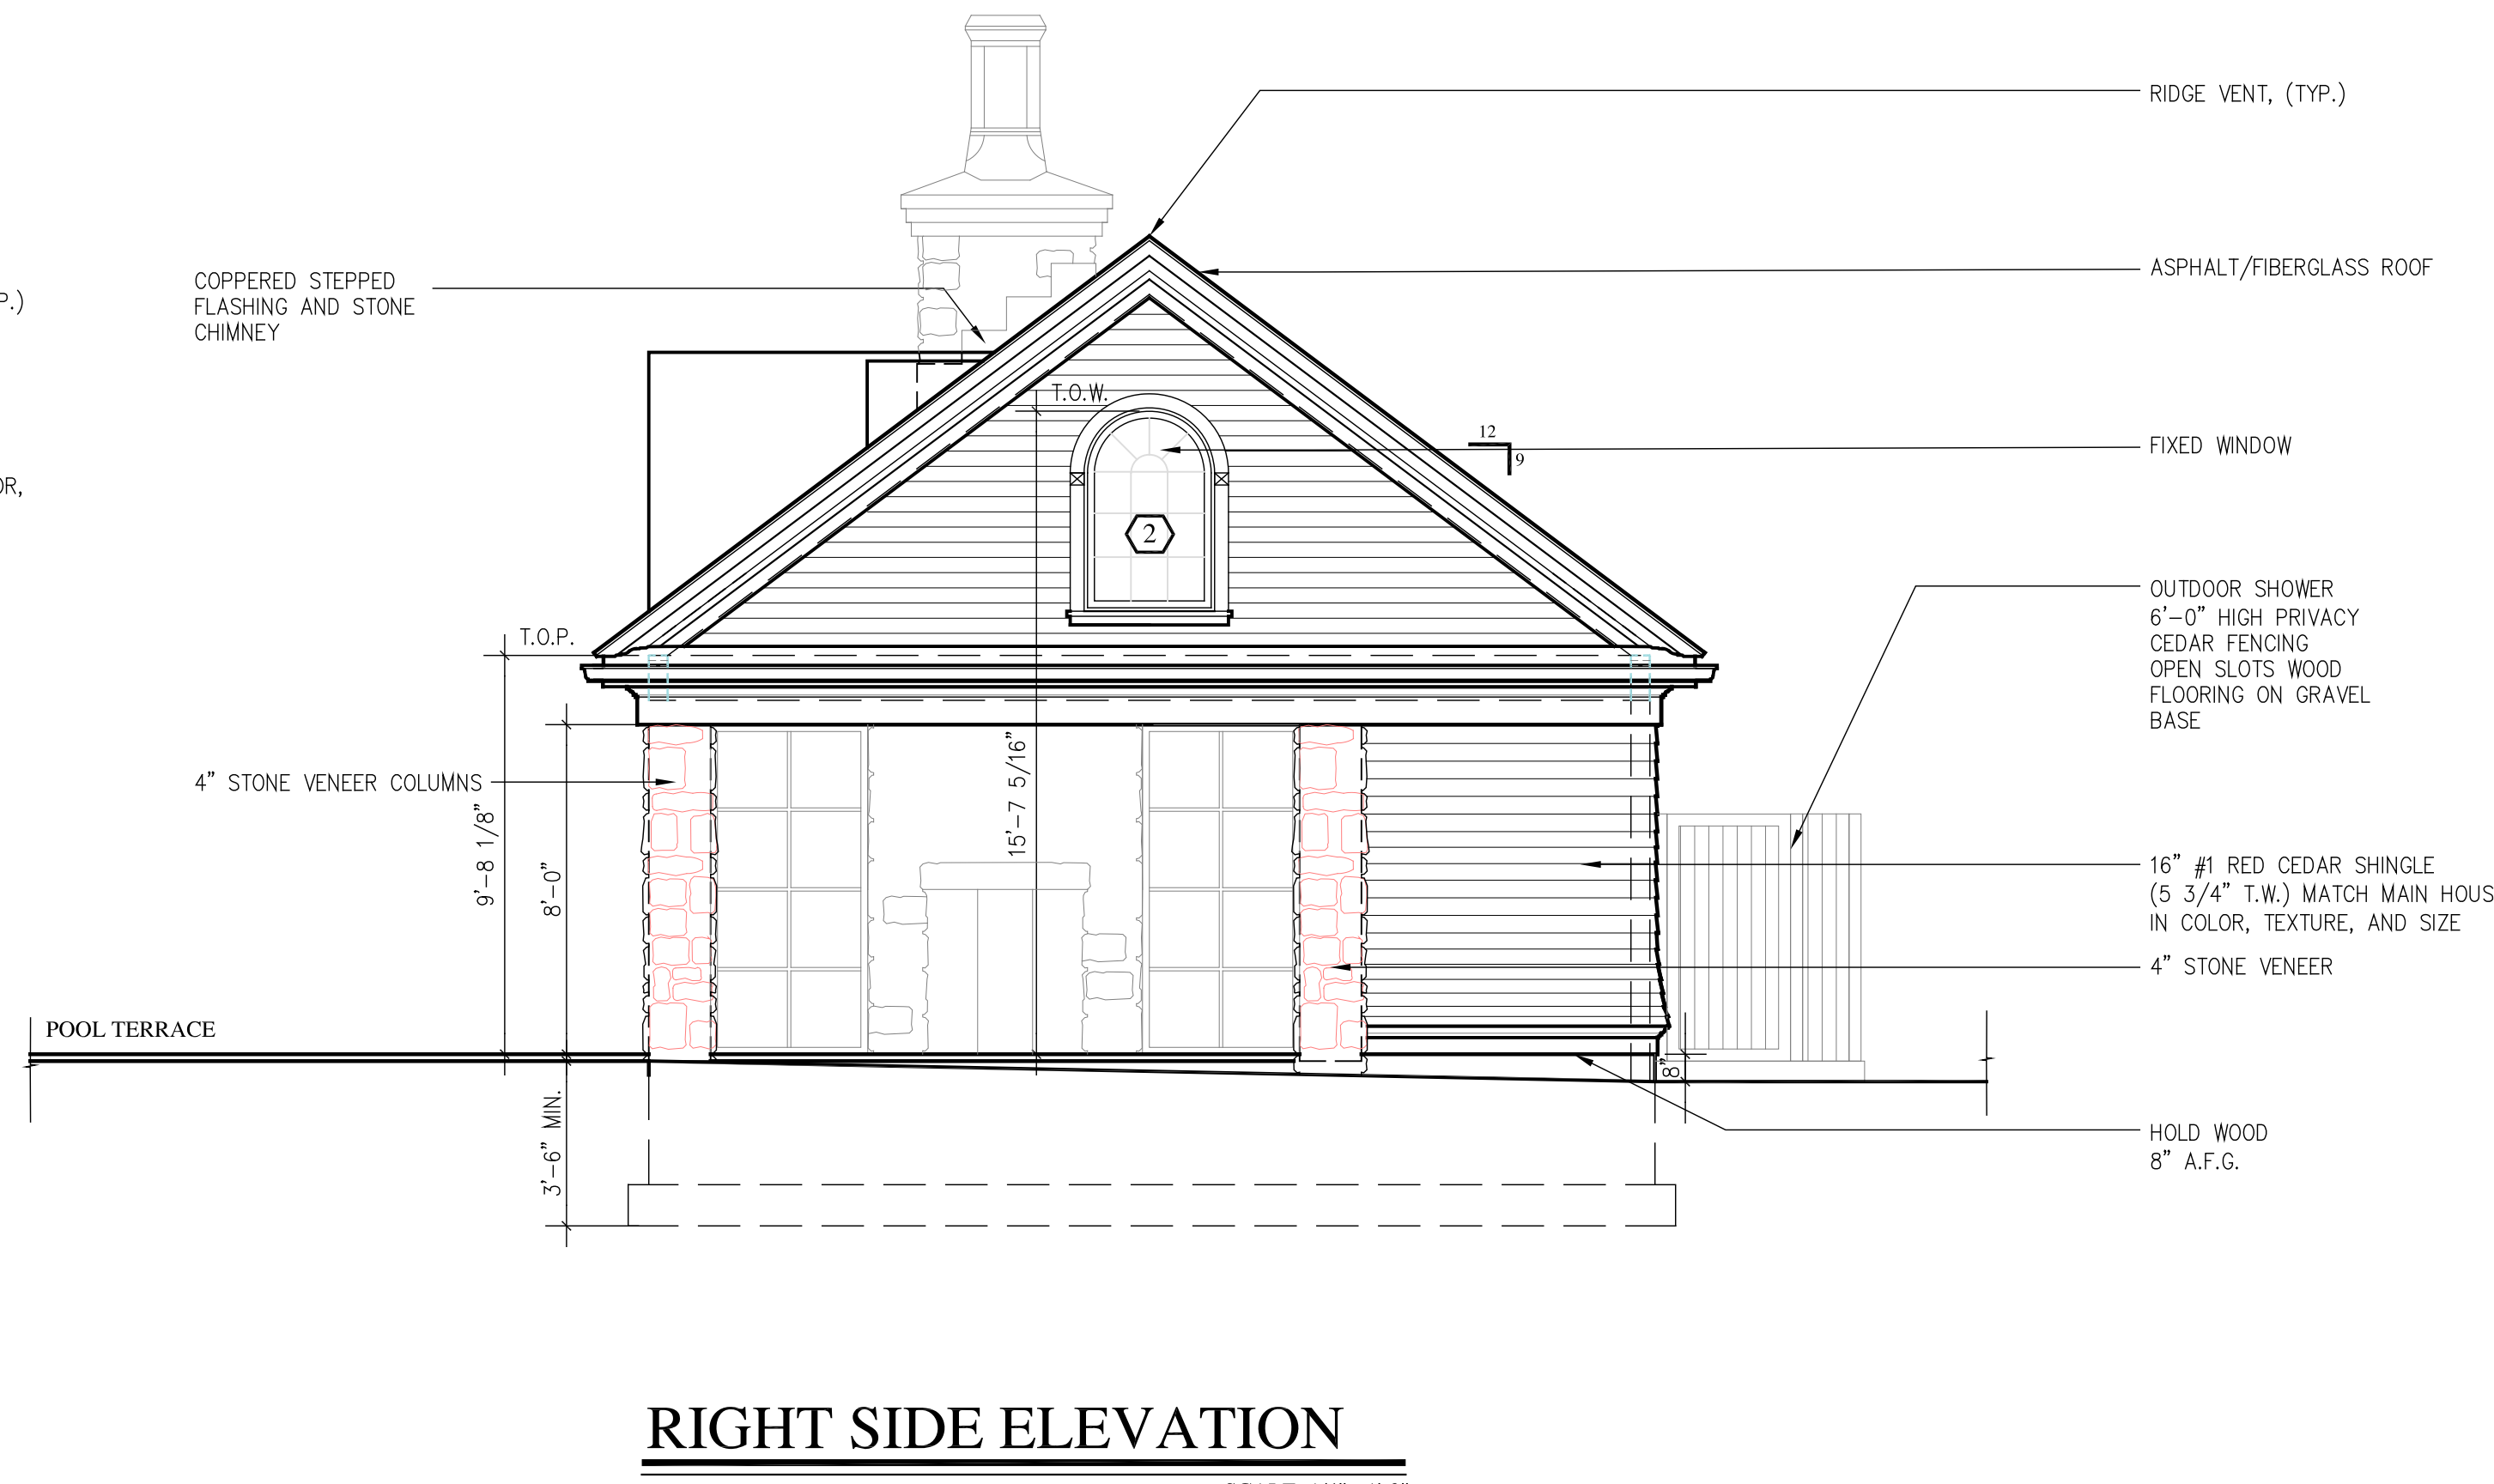 RIDGE VENT, (TYP.)
ASPHALT/FIBERGLASS ROOF
P.)
COPPERED STEPPED
FLASHING AND STONE
CHIMNEY
T.O.W.
12
9
FIXED WINDOW
OR,
2
OUTDOOR SHOWER
6'-0" HIGH PRIVACY
CEDAR FENCING
OPEN SLOTS WOOD
FLOORING ON GRAVEL
BASE
T.O.P.
4" STONE VENEER COLUMNS
9'-8 1/8"
8'-0"
15'-7 5/16"
16" #1 RED CEDAR SHINGLE
(5 3/4" T.W.) MATCH MAIN HOUS
IN COLOR, TEXTURE, AND SIZE
4" STONE VENEER
POOL TERRACE
8"
3'-6" MIN.
HOLD WOOD
8" A.F.G.
RIGHT SIDE ELEVATION